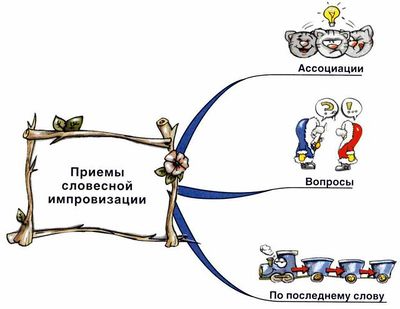 Приемы
словесной
импровизации
Ассоциации
? !...
Вопросы
По последнему слову